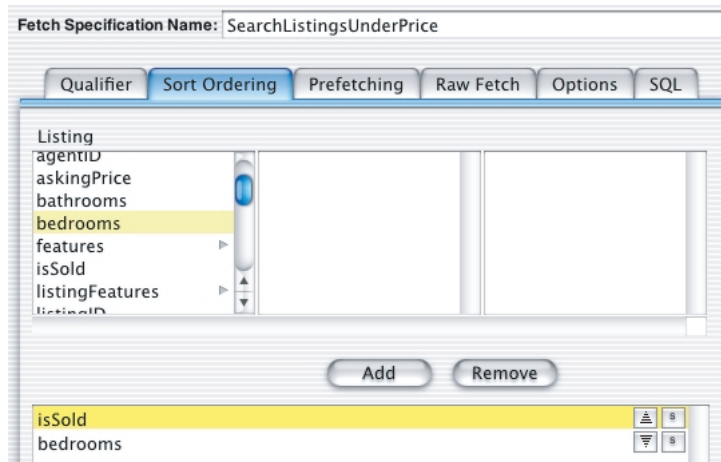 Fetch Specification Name: SearchListingsUnderPrice
Qualifier Sort Ordering Prefetching Raw Fetch Options SQL
Listing
agentID
askingPrice
bathrooms
bedrooms
features
isSold
listingFeatures
listingID
Add Remove
isSold S
bedrooms S